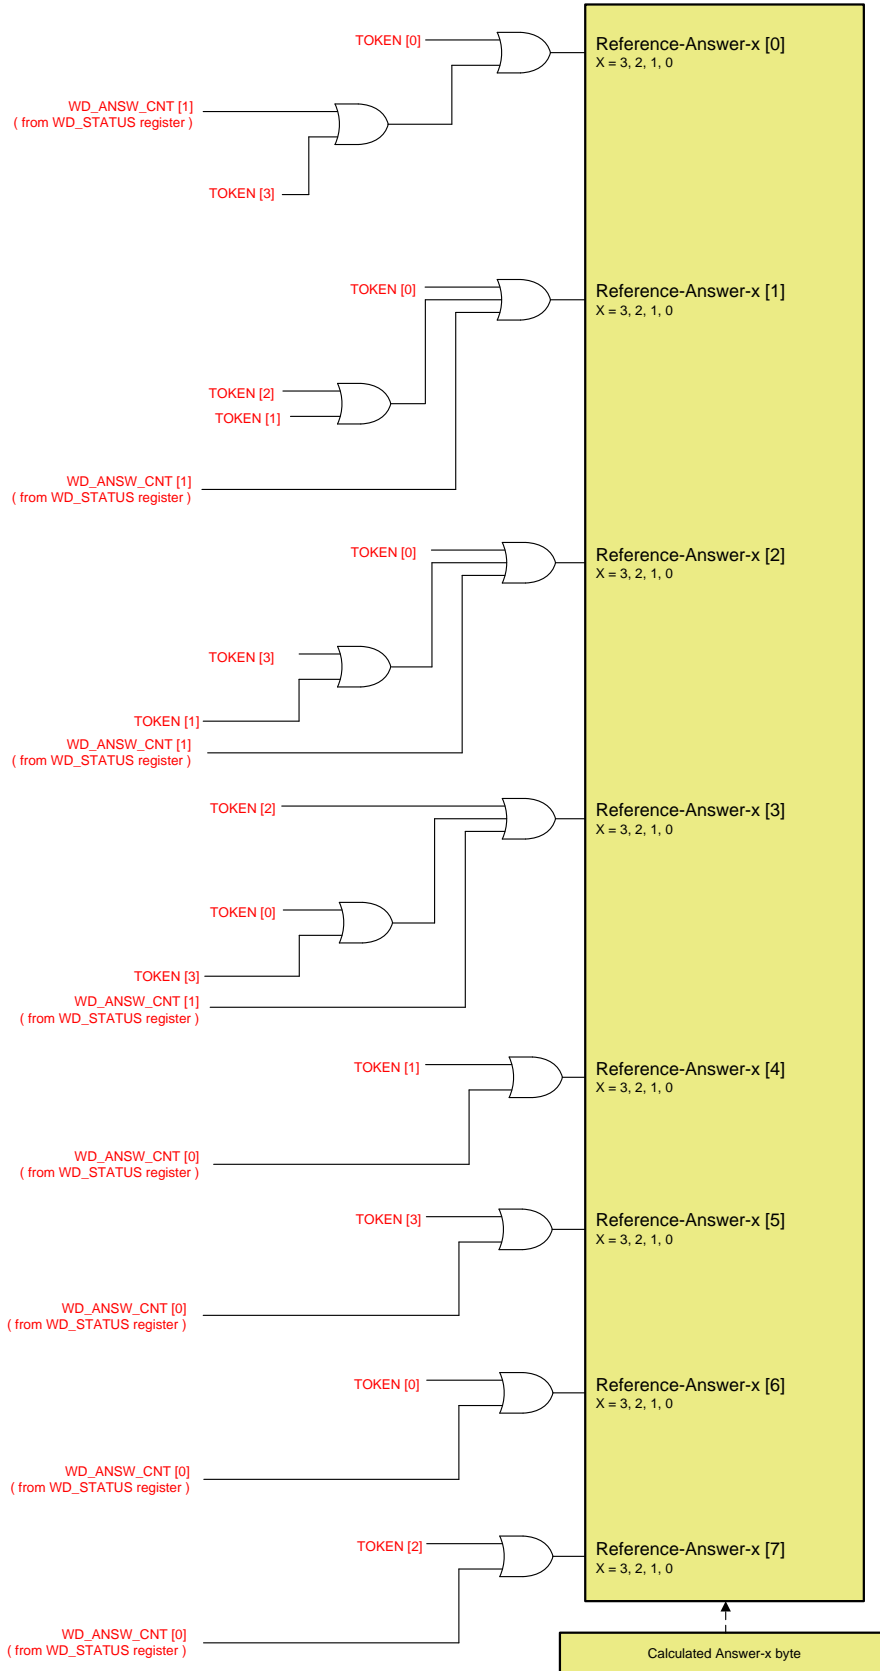 TOKEN [0]
Reference-Answer-x [0]
X = 3, 2, 1, 0
WD_ANSW_CNT [1]
( from WD_STATUS register )
TOKEN [3]
TOKEN [0]
Reference-Answer-x [1]
X = 3, 2, 1, 0
TOKEN [2]
TOKEN [1]
WD_ANSW_CNT [1]
( from WD_STATUS register )
TOKEN [0]
Reference-Answer-x [2]
X = 3, 2, 1, 0
TOKEN [3]
TOKEN [1]
WD_ANSW_CNT [1]
( from WD_STATUS register )
TOKEN [2]
Reference-Answer-x [3]
X = 3, 2, 1, 0
TOKEN [0]
TOKEN [3]
WD_ANSW_CNT [1]
( from WD_STATUS register )
TOKEN [1]
Reference-Answer-x [4]
X = 3, 2, 1, 0
WD_ANSW_CNT [0]
( from WD_STATUS register )
TOKEN [3]
Reference-Answer-x [5]
X = 3, 2, 1, 0
WD_ANSW_CNT [0]
( from WD_STATUS register )
TOKEN [0]
Reference-Answer-x [6]
X = 3, 2, 1, 0
WD_ANSW_CNT [0]
( from WD_STATUS register )
TOKEN [2]
Reference-Answer-x [7]
X = 3, 2, 1, 0
WD_ANSW_CNT [0]
( from WD_STATUS register )
Calculated Answer-x byte